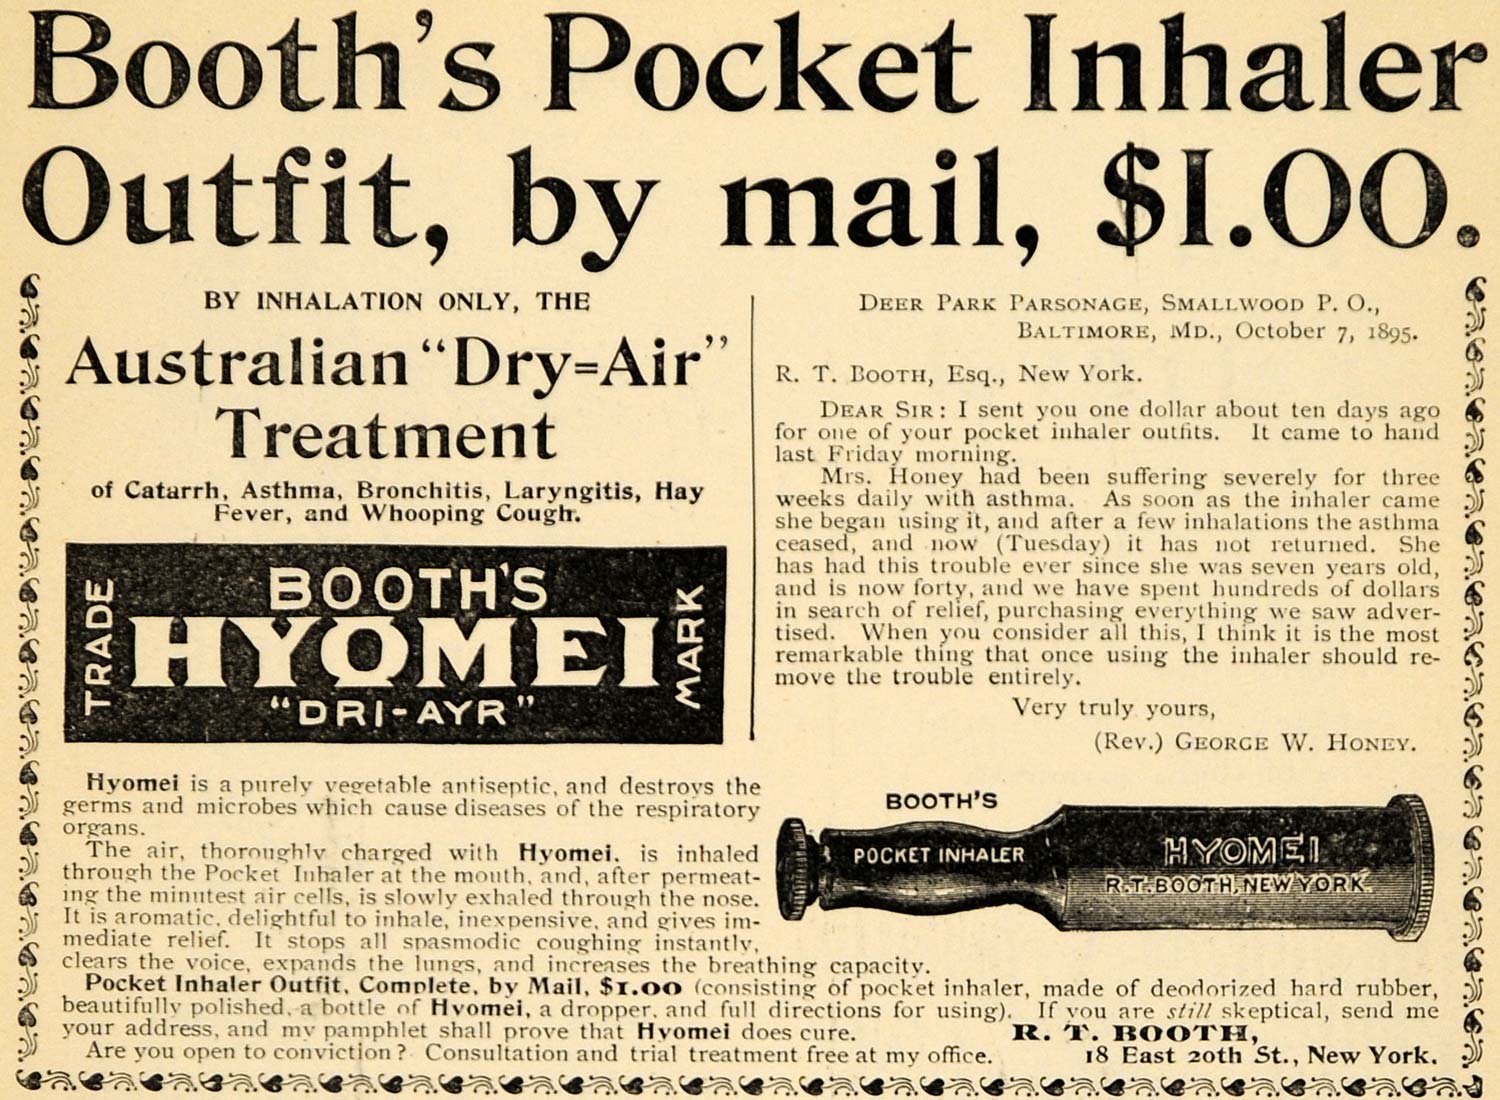 Booth's Pocket Inhaler
Outfit, by mail, $1.00.
BY INHALATION ONLY, THE
Australian "Dry=Air"
Treatment
of Catarrh, Asthma, Bronchitis, Laryngitis, Hay
Fever, and Whooping Cough.
TRADE
BOOTH'S
HYOMEI
"DRI-AYR"
MARK
DEER PARK PARSONAGE, SMALLWOOD P. O.,
BALTIMORE, MD., October 7, 1895.
R. T. BOOTH, Esq., New York.
DEAR SIR: I sent you one dollar about ten days ago
for one of your pocket inhaler outfits. It came to hand
last Friday morning.
Mrs. Honey had been suffering severely for three
weeks daily with asthma. As soon as the inhaler came
she began using it, and after a few inhalations the asthma
ceased, and now (Tuesday) it has not returned. She
has had this trouble ever since she was seven years old,
and is now forty, and we have spent hundreds of dollars
in search of relief, purchasing everything we saw adver-
tised. When you consider all this, I think it is the most
remarkable thing that once using the inhaler should re-
move the trouble entirely.
Very truly yours,
(Rev.) GEORGE W. HONEY.
Hyomei is a purely vegetable antiseptic, and destroys the
germs and microbes which cause diseases of the respiratory
organs.
The air, thoroughly charged with Hyomei, is inhaled
through the Pocket Inhaler at the mouth, and, after permeat-
ing the minutest air cells, is slowly exhaled through the nose.
It is aromatic, delightful to inhale, inexpensive, and gives im-
mediate relief. It stops all spasmodic coughing instantly,
clears the voice, expands the lungs, and increases the breathing capacity.
BOOTH'S
POCKET INHALER
HYOMEI
R.T. BOOTH, NEW YORK.
Pocket Inhaler Outfit, Complete, by Mail, $1.00 (consisting of pocket inhaler, made of deodorized hard rubber,
beautifully polished, a bottle of Hyomei, a dropper, and full directions for using). If you are still skeptical, send me
your address, and my pamphlet shall prove that Hyomei does cure. R. T. BOOTH,
Are you open to conviction? Consultation and trial treatment free at my office. 18 East 20th St., New York.